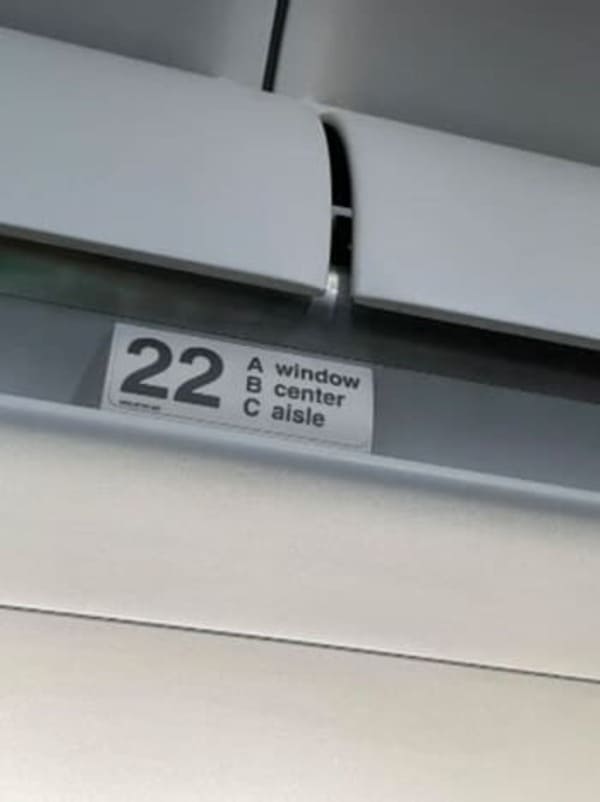 22
A window
B center
C aisle